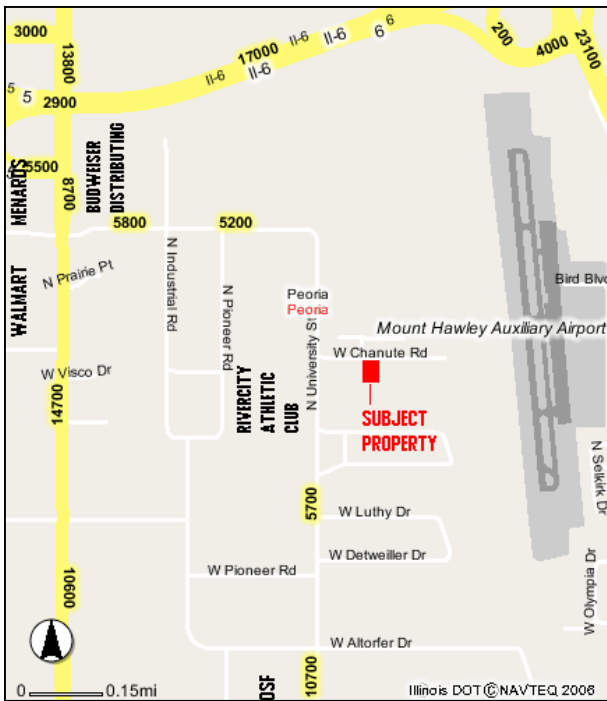 3000
13800
17000
II-6
II-6
6
6
II-6
II-6
200
4000
23100
5
5
2900
5500
MENARDS
8700
BUDWEISER
DISTRIBUTING
5800
5200
WALMART
N Prairie Pt
N Industrial Rd
N Pioneer Rd
Peoria
Peoria
N University St
Bird Blvd
Mount Hawley Auxiliary Airport
W Chanute Rd
W Visco Dr
14700
RIVERCITY
ATHLETIC
CLUB
SUBJECT
PROPERTY
N Selkirk Dr
5700
W Luthy Dr
W Detweiller Dr
W Pioneer Rd
10600
W Olympia Dr
W Altorfer Dr
OSF
10700
0 0.15mi
Illinois DOT ©NAVTEQ 2006